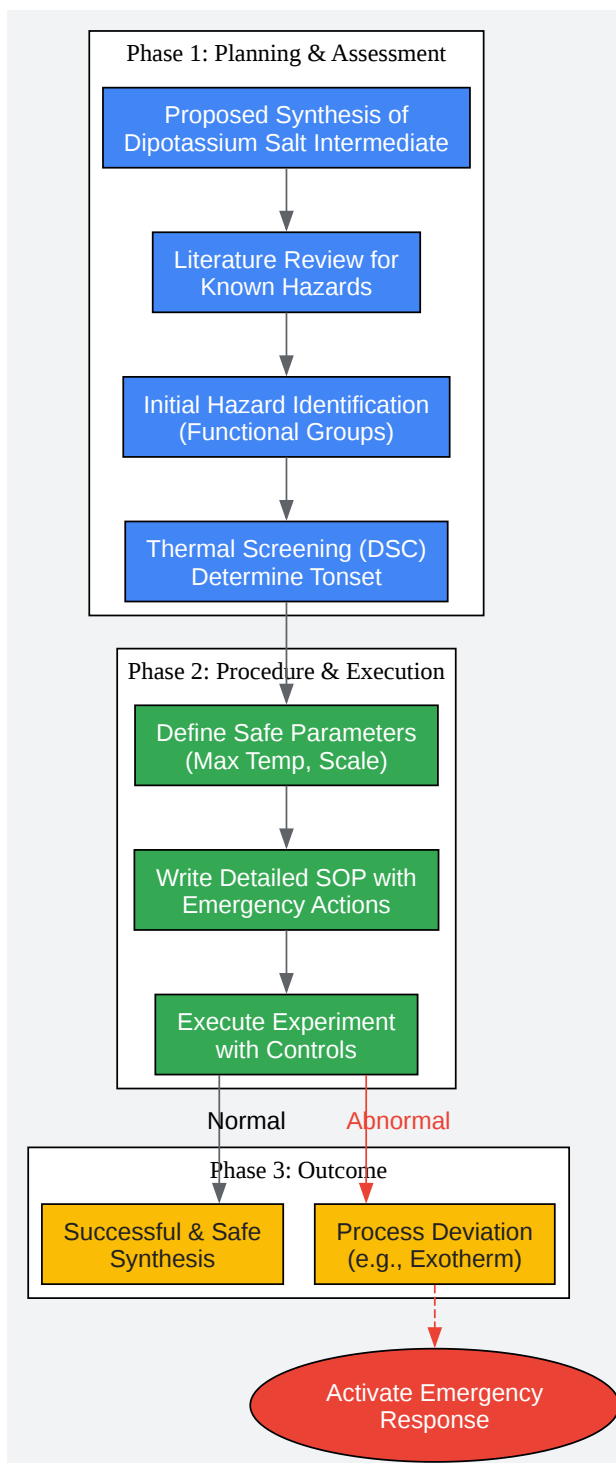 Phase 1: Planning & Assessment
Proposed Synthesis of
Dipotassium Salt Intermediate
Literature Review for
Known Hazards
Initial Hazard Identification
(Functional Groups)
Thermal Screening (DSC)
Determine Tonset
Phase 2: Procedure & Execution
Define Safe Parameters
(Max Temp, Scale)
Write Detailed SOP with
Emergency Actions
Execute Experiment
with Controls
Normal
Abnormal
Phase 3: Outcome
Successful & Safe
Synthesis
Process Deviation
(e.g., Exotherm)
Activate Emergency
Response